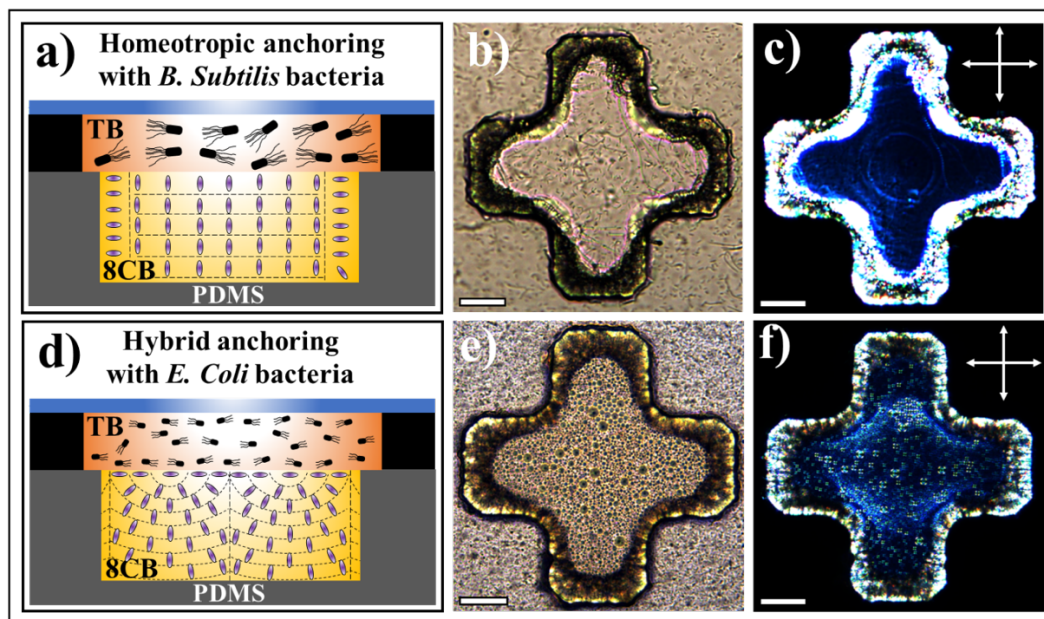 a)
Homeotropic anchoring
with B. Subtilis bacteria
TB
8CB
PDMS
b)
c)
d)
Hybrid anchoring
with E. Coli bacteria
TB
8CB
PDMS
e)
f)